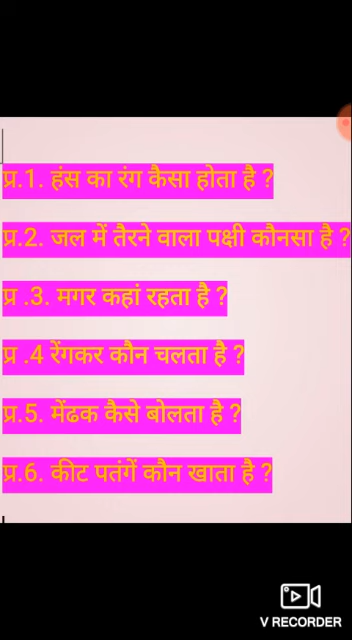 प्र.1. हंस का रंग कैसा होता है ?
प्र.2. जल में तैरने वाला पक्षी कौनसा है ?
प्र .3. मगर कहां रहता है ?
प्र .4 रेंगकर कौन चलता है ?
प्र.5. मेंढक कैसे बोलता है ?
प्र.6. कीट पतंगें कौन खाता है ?
V RECORDER